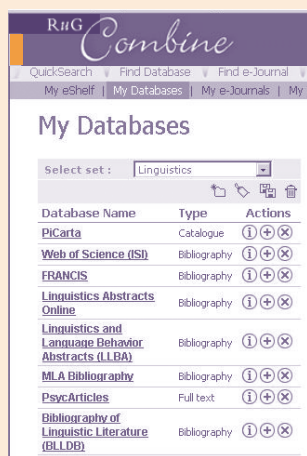 RuG Combine
QuickSearch Find Database Find e-Journal
My eShelf | My Databases | My e-Journals | My
My Databases
Select set : Linguistics
Database Name Type Actions
PiCarta Catalogue
Web of Science (ISI) Bibliography
FRANCIS Bibliography
Linguistics Abstracts
Online Bibliography
Linguistics and
Language Behavior Bibliography
Abstracts (LLBA)
MLA Bibliography Bibliography
PsycArticles Full text
Bibliography of
Linguistic Literature Bibliography
(BLLDB)